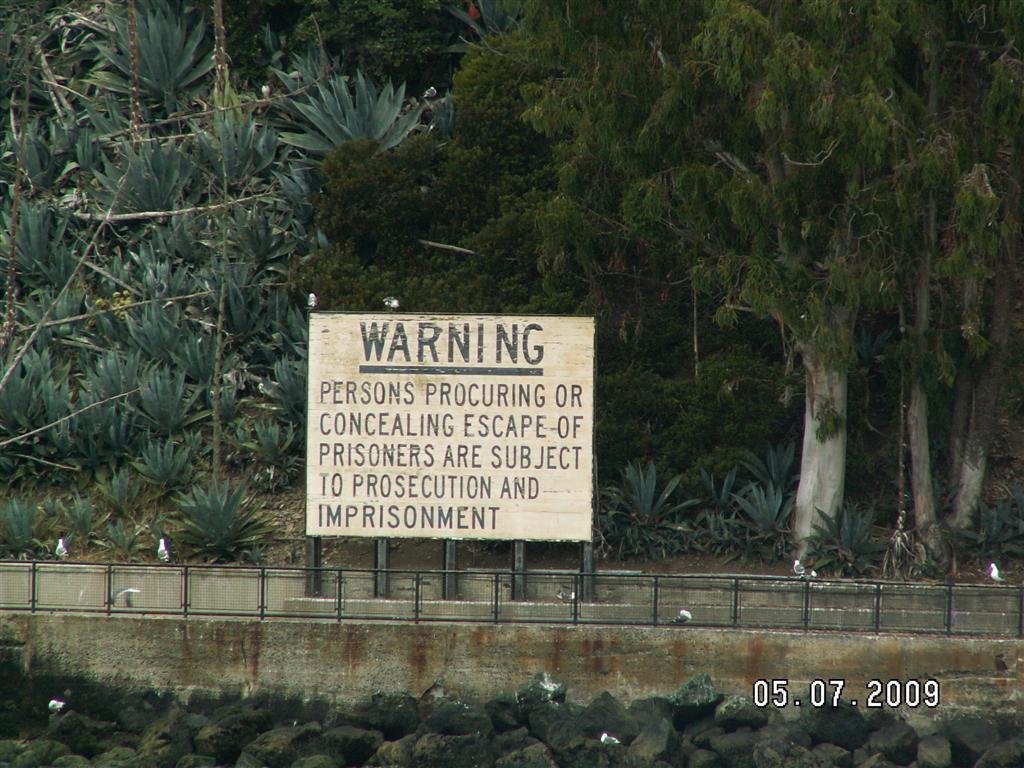 WARNING
PERSONS PROCURING OR
CONCEALING ESCAPE OF
PRISONERS ARE SUBJECT
TO PROSECUTION AND
IMPRISONMENT
05.07.2009